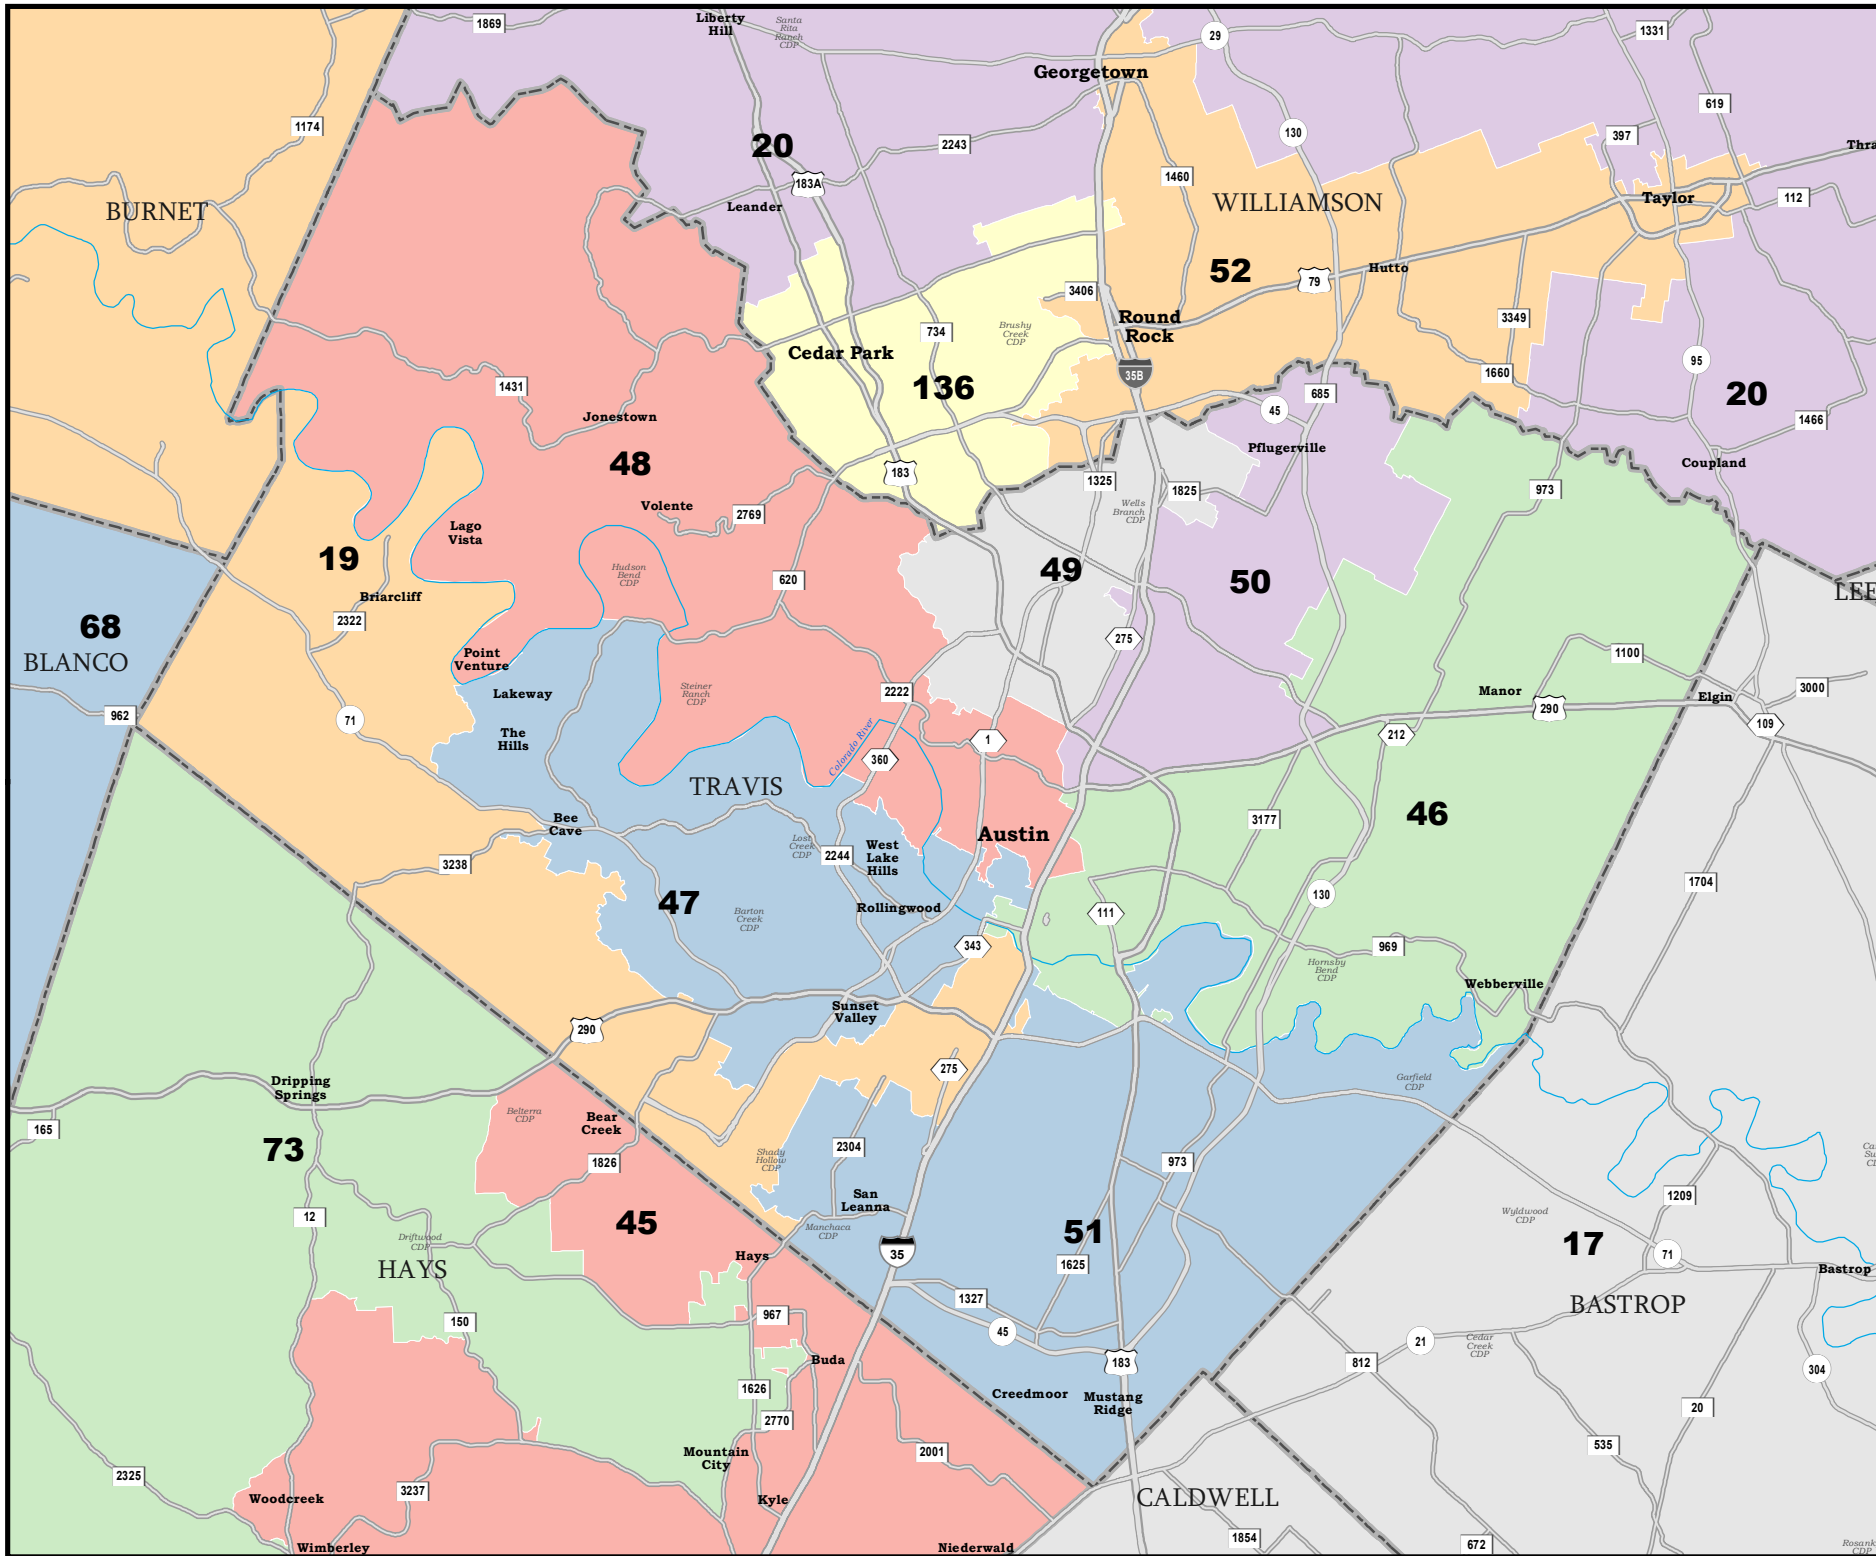 1869
Liberty
Hill
Santa
Rita
Ranch
CDP
29
1331
Georgetown
619
1174
130
397
20
2243
183A
1460
WILLIAMSON
Taylor
112
BURNET
Leander
52
79
Hutto
3406
Round
Rock
734
Brushy
Creek
CDP
3349
Cedar Park
136
35B
95
1660
20
1431
685
45
1466
Jonestown
Pflugerville
Coupland
48
183
1325
1825
973
Volente
2769
Wells
Branch
CDP
Lago
Vista
19
Hudson
Bend
CDP
620
49
50
Briarcliff
2322
68
BLANCO
275
1100
Point
Venture
Lakeway
Steiner
Ranch
CDP
2222
Manor
290
Elgin
3000
962
71
The
Hills
Colorado River
1
360
212
109
TRAVIS
Bee
Cave
Austin
3177
46
3238
Lost
Creek
CDP
2244
West
Lake
Hills
1704
47
Barton
Creek
CDP
Rollingwood
111
130
343
969
Hornsby
Bend
CDP
Webberville
290
Sunset
Valley
275
Garfield
CDP
Dripping
Springs
165
Belterra
CDP
Bear
Creek
73
1826
Shady
Hollow
CDP
2304
973
San
Leanna
12
45
Manchaca
CDP
51
1209
Wyldwood
CDP
17
71
Driftwood
CDP
HAYS
Hays
35
1625
Bastrop
BASTROP
1327
150
967
45
21
Cedar
Creek
CDP
Buda
183
812
304
1626
Creedmoor
Mustang
Ridge
2770
20
Mountain
City
2001
535
2325
3237
Woodcreek
Kyle
CALDWELL
Wimberley
Niederwald
1854
672